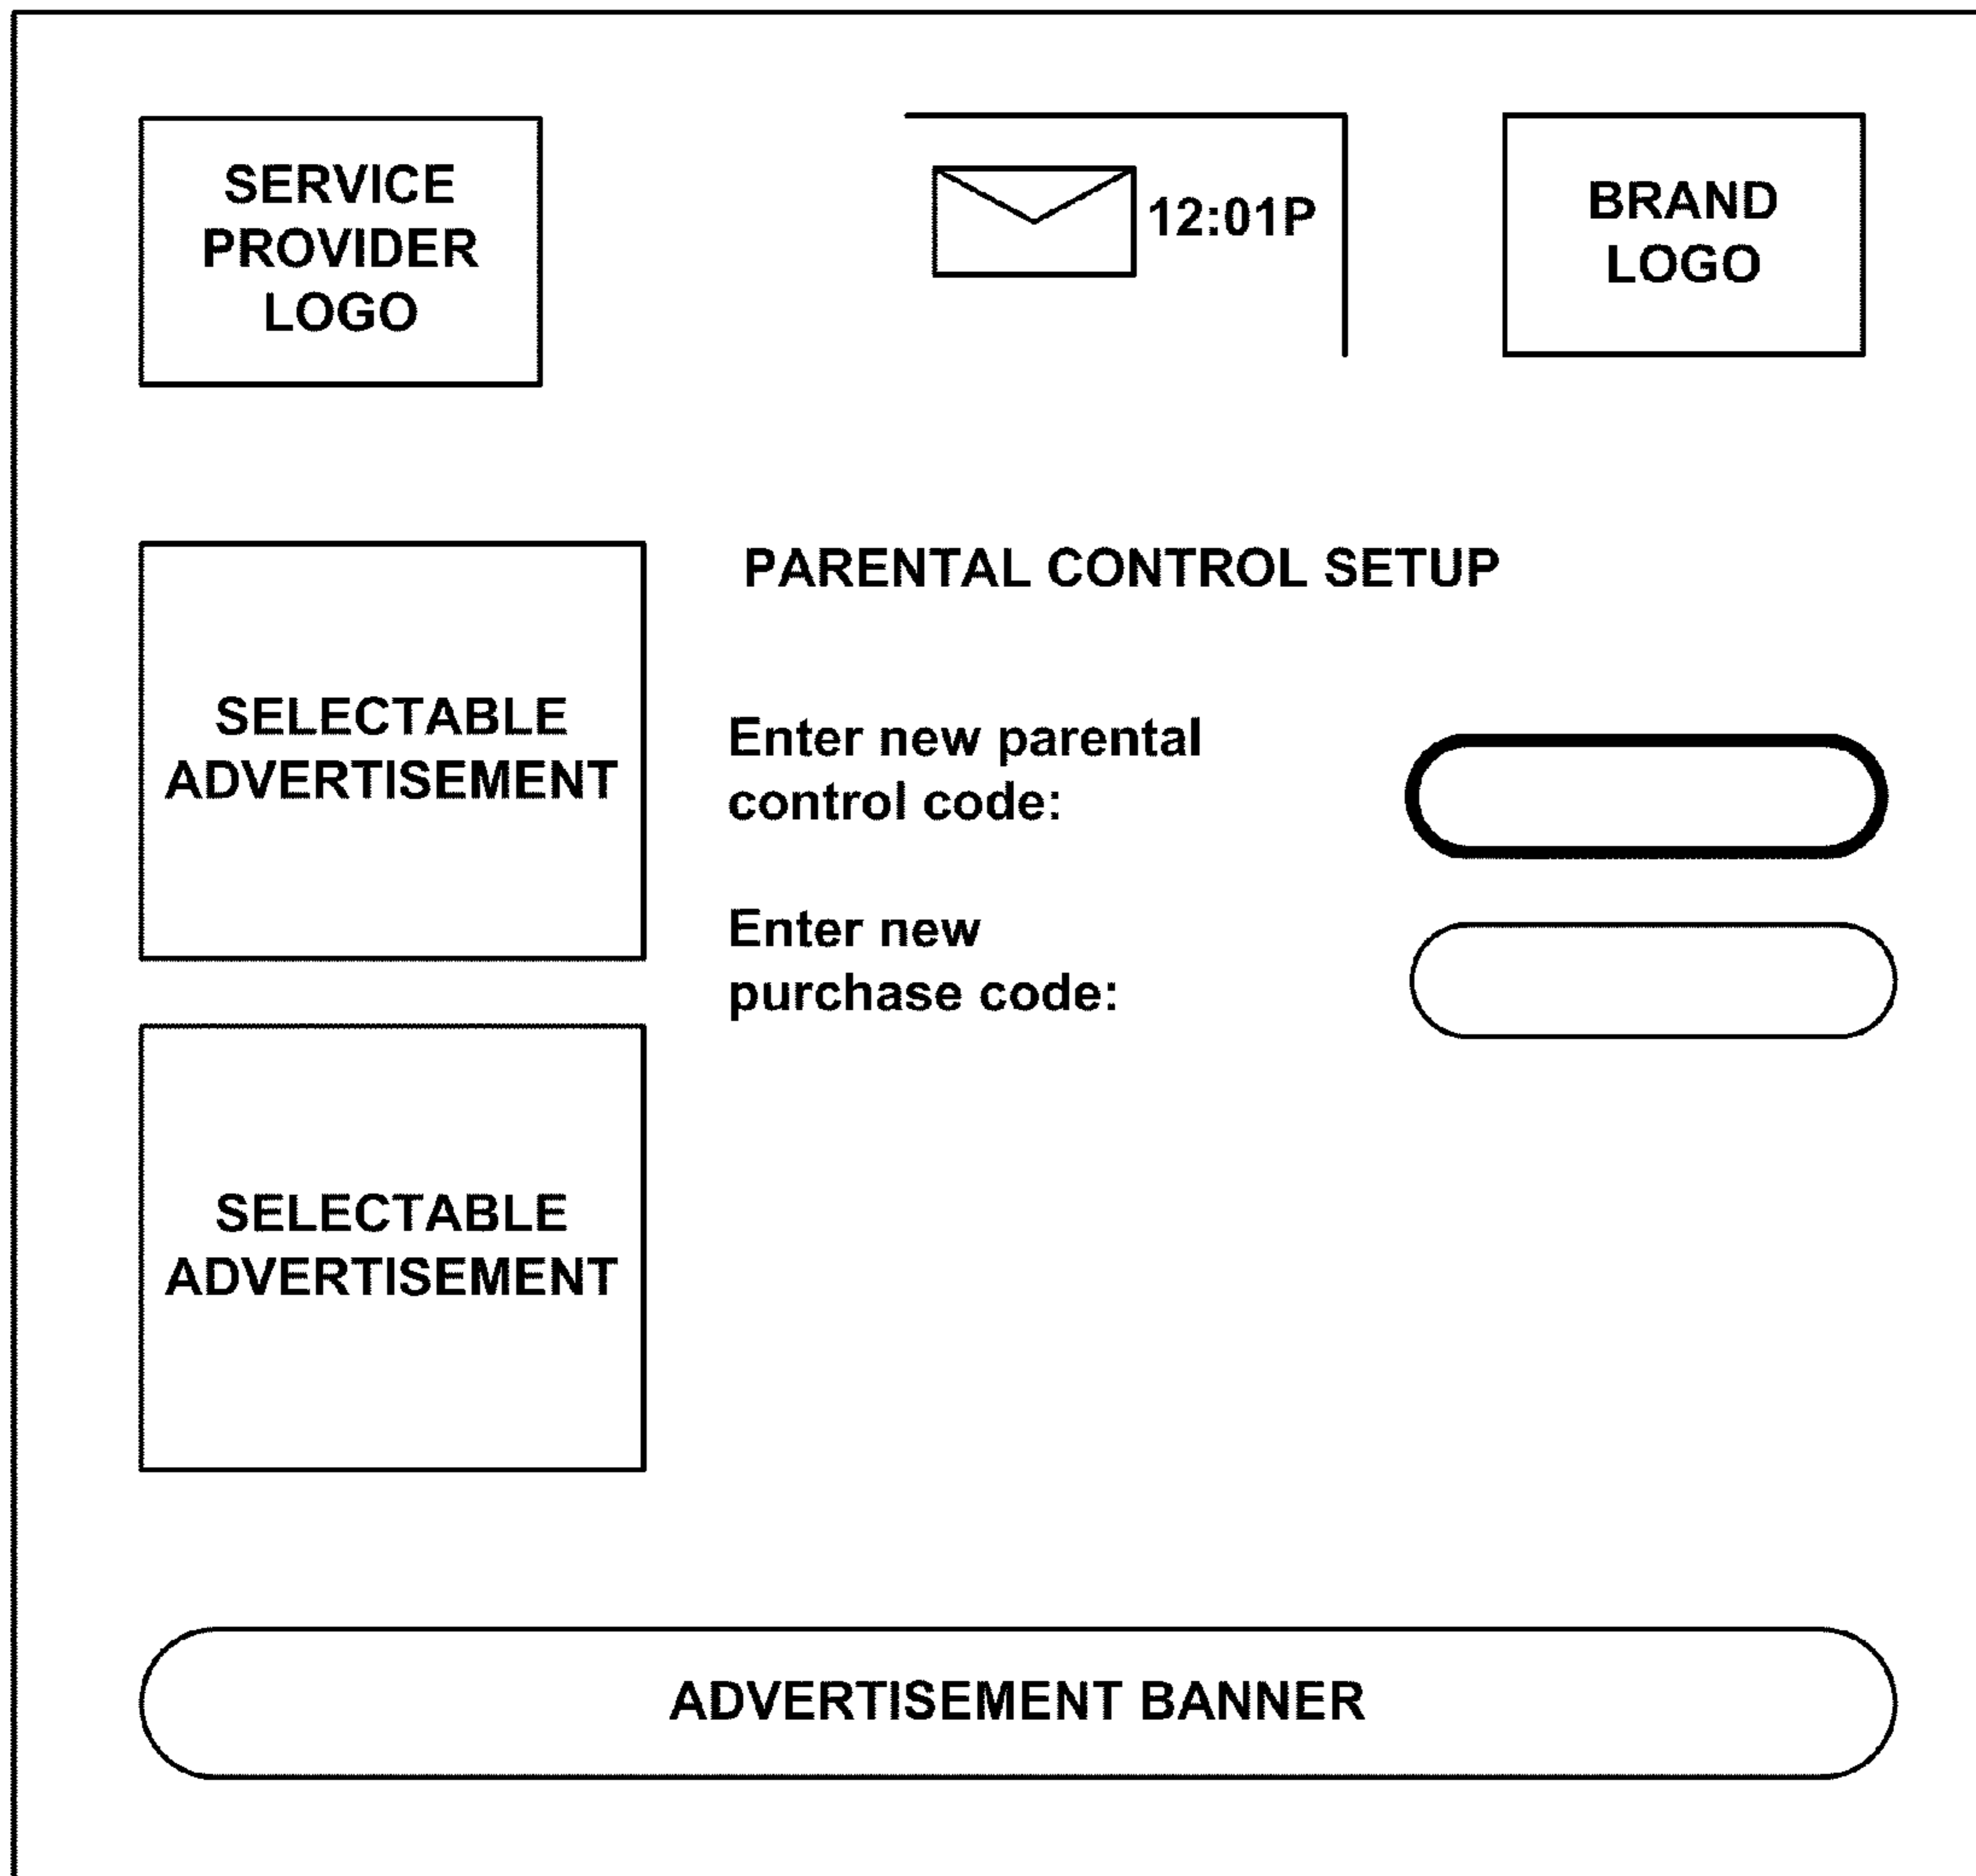 SERVICE
PROVIDER
LOGO
12:01P
BRAND
LOGO
PARENTAL CONTROL SETUP
SELECTABLE
ADVERTISEMENT
Enter new parental
control code:
Enter new
purchase code:
SELECTABLE
ADVERTISEMENT
ADVERTISEMENT BANNER